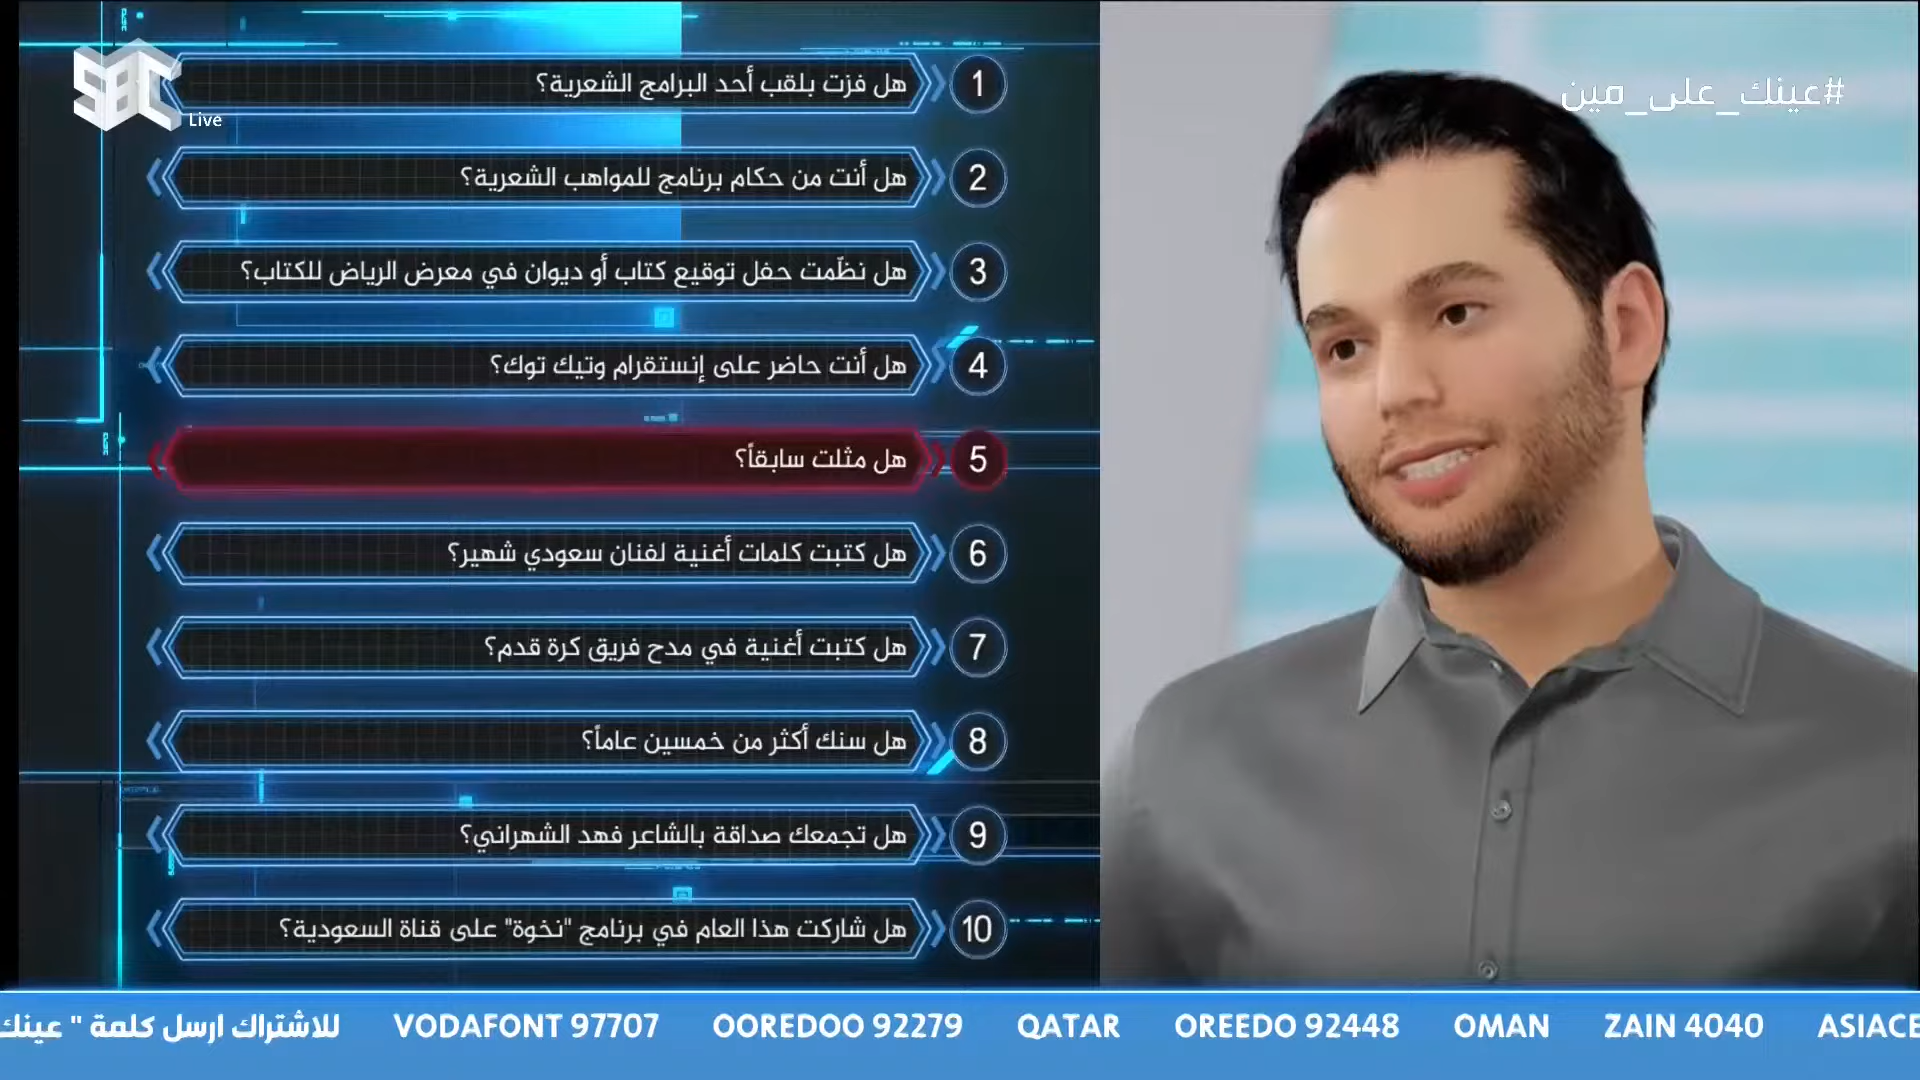 SBC
Live
#عينك_على_مين
1 هل فزت بلقب أحد البرامج الشعرية؟
2 هل أنت من حكام برنامج للمواهب الشعرية؟
3 هل نظّمت حفل توقيع كتاب أو ديوان في معرض الرياض للكتاب؟
4 هل أنت حاضر على إنستقرام وتيك توك؟
5 هل مثلت سابقاً؟
6 هل كتبت كلمات أغنية لفنان سعودي شهير؟
7 هل كتبت أغنية في مدح فريق كرة قدم؟
8 هل سنك أكثر من خمسين عاماً؟
9 هل تجمعك صداقة بالشاعر فهد الشهراني؟
10 هل شاركت هذا العام في برنامج "نخوة" على قناة السعودية؟
للاشتراك ارسل كلمة " عينك VODAFONT 97707 OOREDOO 92279 QATAR OREEDO 92448 OMAN ZAIN 4040 ASIACE